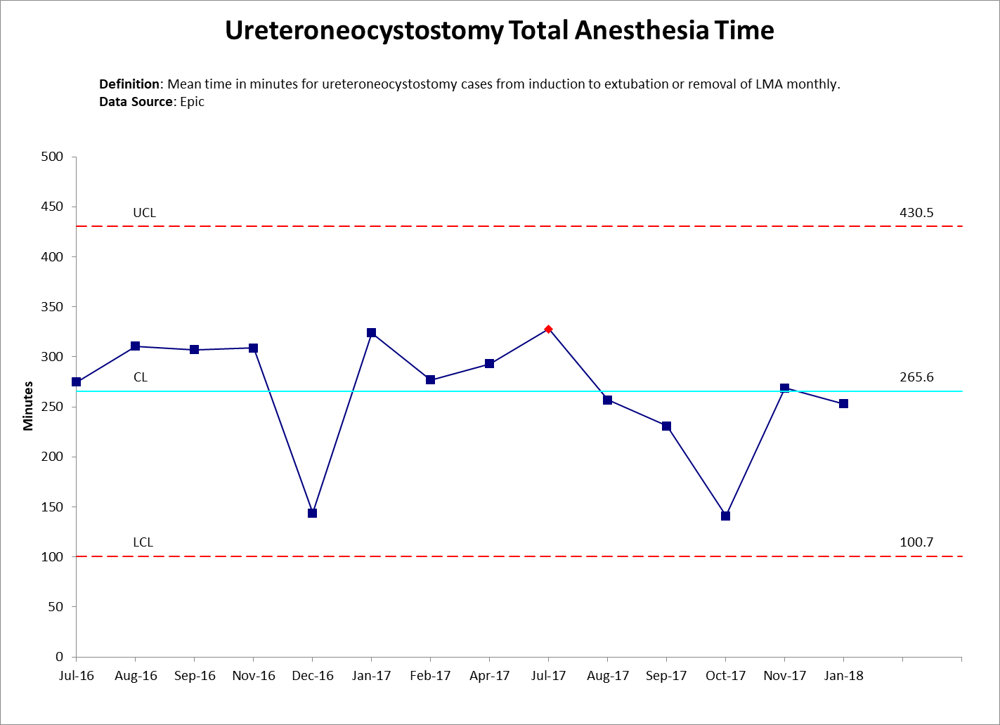 Ureteroneocystostomy Total Anesthesia Time
Definition: Mean time in minutes for ureteroneocystostomy cases from induction to extubation or removal of LMA monthly.
Data Source: Epic
500
450
UCL
430.5
400
350
300
CL
265.6
Minutes
250
200
150
LCL
100.7
100
50
0
Jul-16 Aug-16 Sep-16 Nov-16 Dec-16 Jan-17 Feb-17 Apr-17 Jul-17 Aug-17 Sep-17 Oct-17 Nov-17 Jan-18